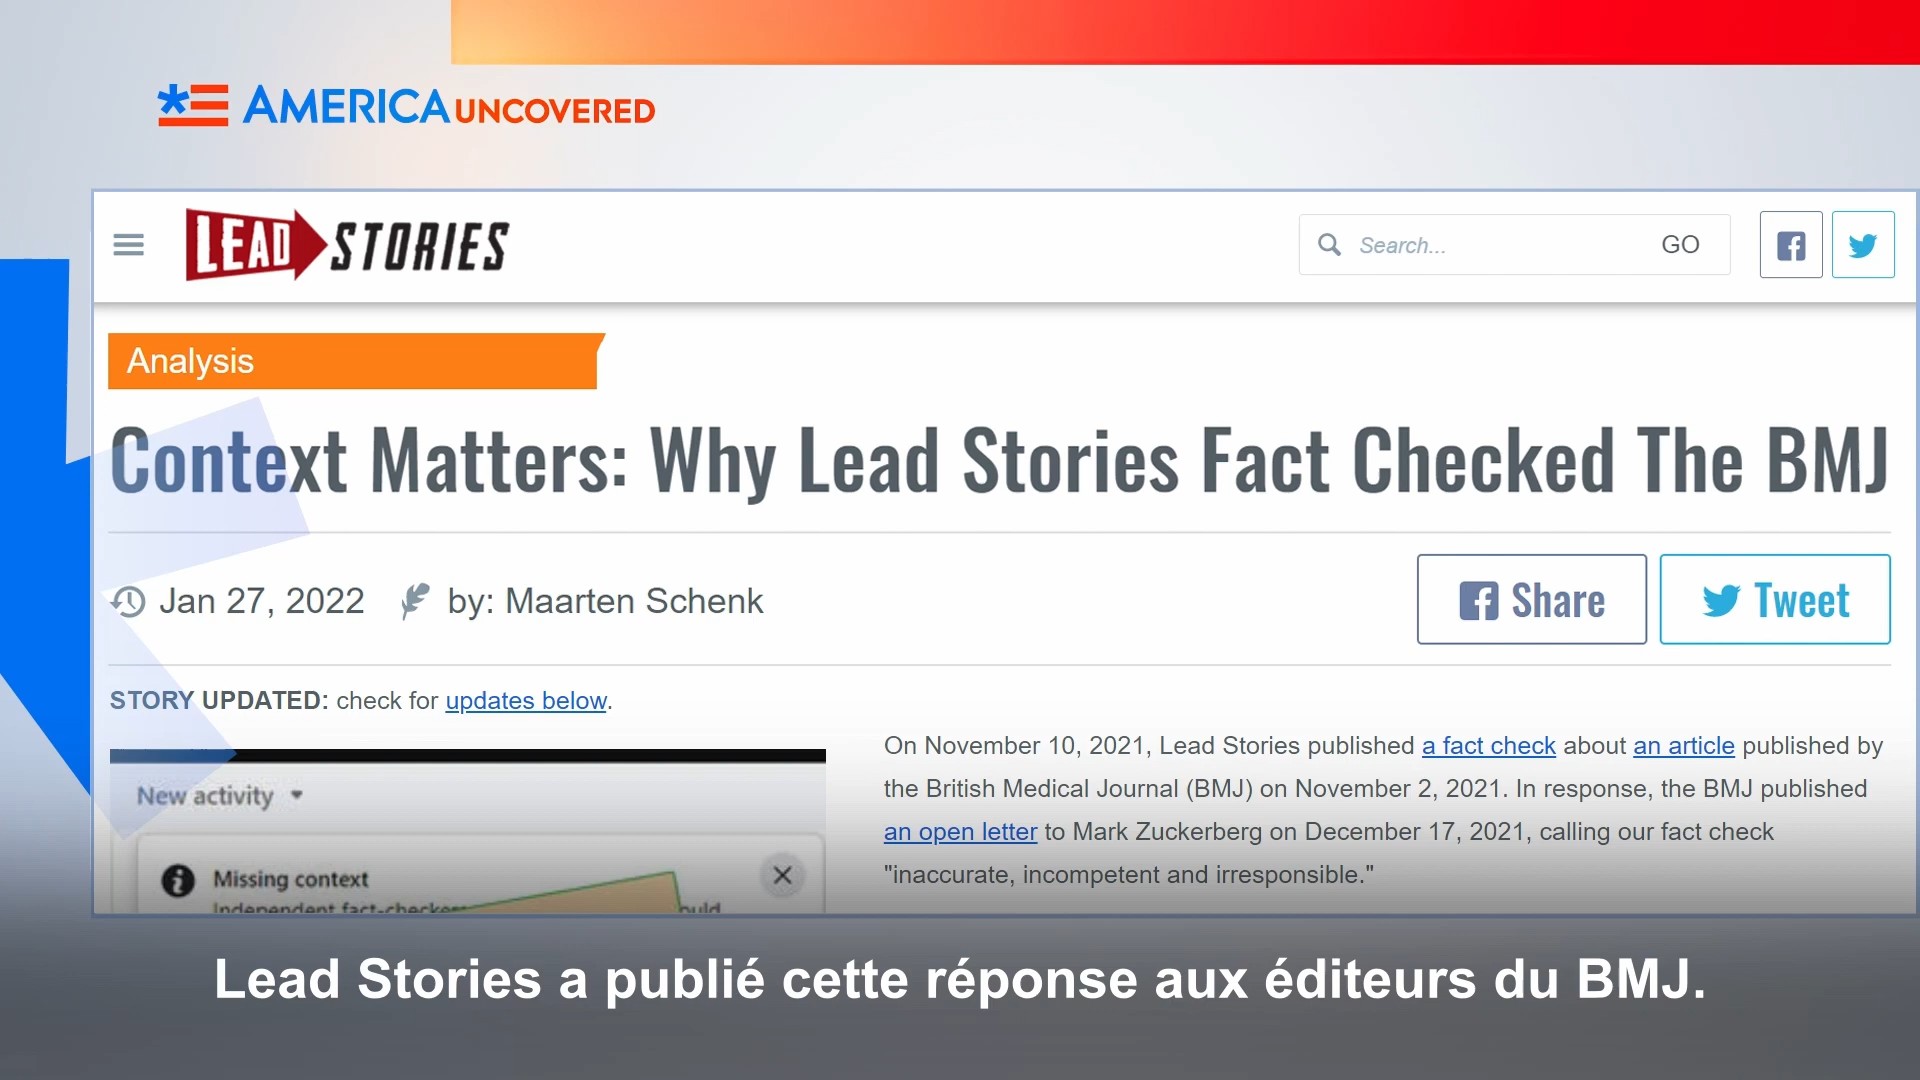 AMERICA UNCOVERED
LEAD STORIES
Search...
GO
Analysis
Context Matters: Why Lead Stories Fact Checked The BMJ
Jan 27, 2022
by: Maarten Schenk
Share
Tweet
STORY UPDATED: check for updates below.
On November 10, 2021, Lead Stories published a fact check about an article published by
the British Medical Journal (BMJ) on November 2, 2021. In response, the BMJ published
an open letter to Mark Zuckerberg on December 17, 2021, calling our fact check
"inaccurate, incompetent and irresponsible."
New activity
Missing context
Independent
Lead Stories a publié cette réponse aux éditeurs du BMJ.